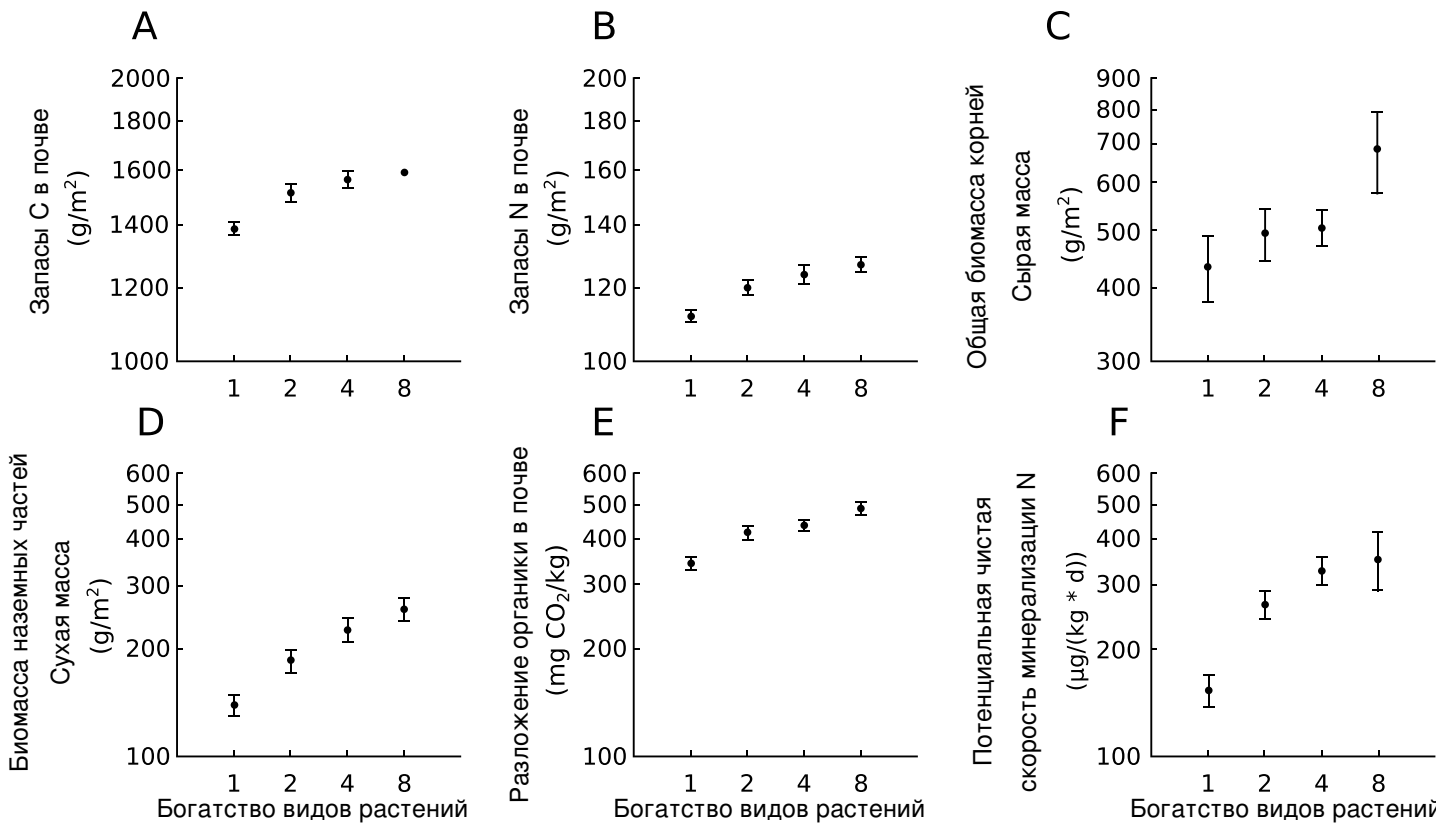 A
Запасы C в почве
(g/m²)
2000
1800
1600
1400
1200
1000
1 2 4 8
B
Запасы N в почве
(g/m²)
200
180
160
140
120
100
1 2 4 8
C
Общая биомасса корней
Сырая масса
(g/m²)
900
800
700
600
500
400
300
1 2 4 8
D
Биомасса наземных частей
Сухая масса
(g/m²)
600
500
400
300
200
100
1 2 4 8
Богатство видов растений
E
Разложение органики в почве
(mg CO₂/kg)
600
500
400
300
200
100
1 2 4 8
Богатство видов растений
F
Потенциальная чистая
скорость минерализации N
(µg/(kg * d))
600
500
400
300
200
100
1 2 4 8
Богатство видов растений